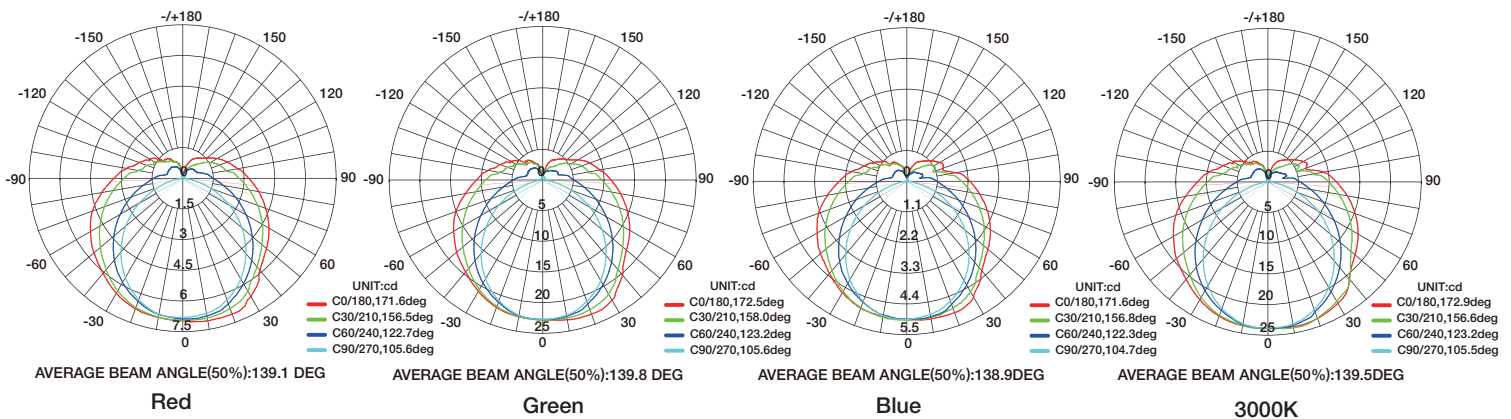 -/+180
-150
150
-120
120
-90
90
0
1.5
3
4.5
6
7.5
-60
60
-30
30
0
UNIT:cd
C0/180,171.6deg
C30/210,156.5deg
C60/240,122.7deg
C90/270,105.6deg
AVERAGE BEAM ANGLE(50%):139.1 DEG
Red
-/+180
-150
150
-120
120
-90
90
0
5
10
15
20
25
-60
60
-30
30
0
UNIT:cd
C0/180,172.5deg
C30/210,158.0deg
C60/240,123.2deg
C90/270,105.6deg
AVERAGE BEAM ANGLE(50%):139.8 DEG
Green
-/+180
-150
150
-120
120
-90
90
0
1.1
2.2
3.3
4.4
5.5
-60
60
-30
30
0
UNIT:cd
C0/180,171.6deg
C30/210,156.8deg
C60/240,122.3deg
C90/270,104.7deg
AVERAGE BEAM ANGLE(50%):138.9DEG
Blue
-/+180
-150
150
-120
120
-90
90
0
5
10
15
20
25
-60
60
-30
30
0
UNIT:cd
C0/180,172.9deg
C30/210,156.6deg
C60/240,123.2deg
C90/270,105.5deg
AVERAGE BEAM ANGLE(50%):139.5DEG
3000K